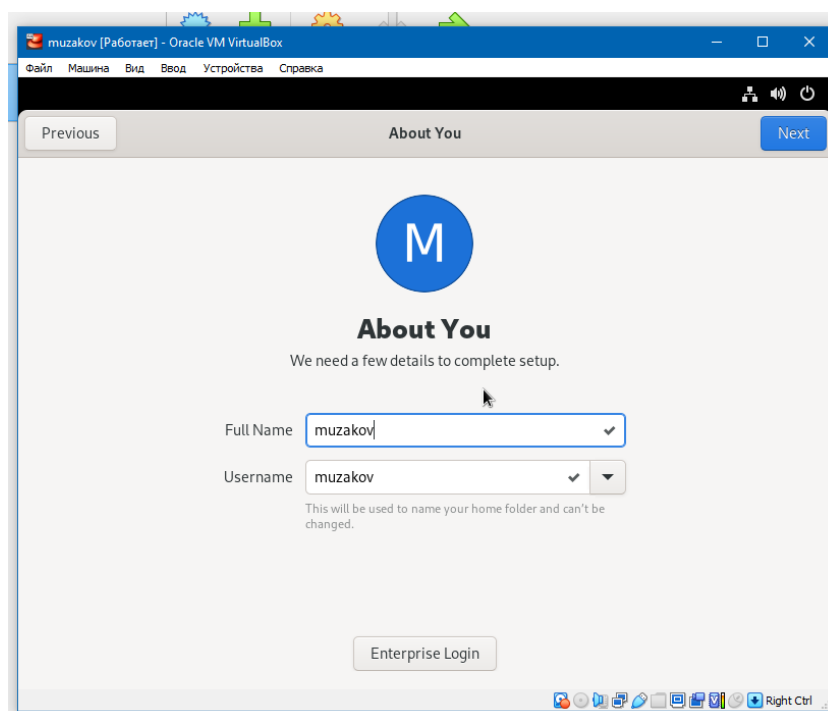 muzakov [Работает] - Oracle VM VirtualBox
Файл Машина Вид Ввод Устройства Справка
Previous About You Next
M
About You
We need a few details to complete setup.
Full Name muzakov
Username muzakov
This will be used to name your home folder and can't be
changed.
Enterprise Login
Right Ctrl